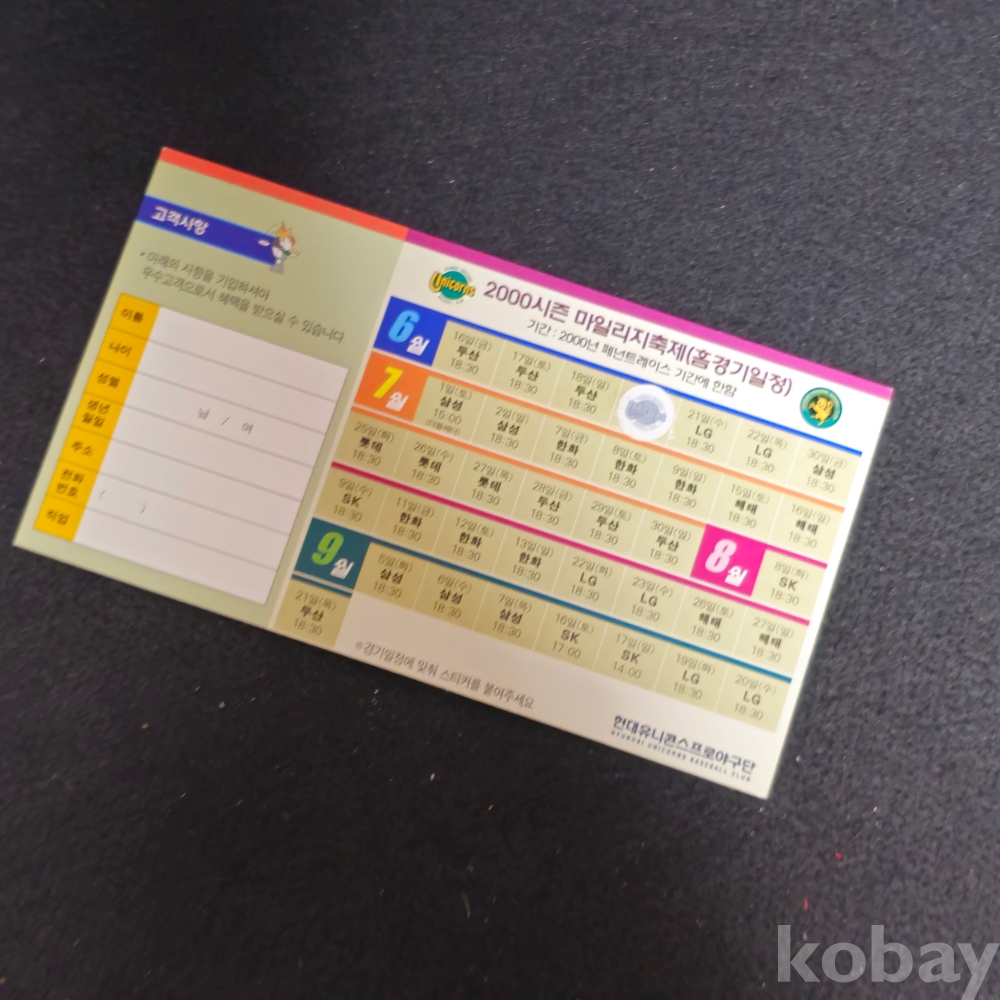 고객사항
• 아래의 사항을 기입하셔야
우수고객으로서 혜택을 받으실 수 있습니다.
이름
나이
성별 남 / 여
생년
월일
주소
전화
번호 ( )
직업
Unicorns
2000시즌 마일리지축제(홈경기일정)
기간 : 2000년 페넌트레이스 기간에 한함
6월
16일(금) 두산 18:30
17일(토) 두산 18:30
18일(일) 두산
21일(수) LG 18:30
22일(목) LG 18:30
30일(금) 삼성 18:30
7월
1일(토) 삼성 15:00
2일(일) 삼성 18:30
7일(금) 한화 18:30
8일(토) 한화 18:30
9일(일) 한화 18:30
15일(토) 해태 18:30
16일(일) 해태 18:30
25일(화) 롯데 18:30
26일(수) 롯데 18:30
27일(목) 롯데 18:30
28일(금) 두산 18:30
29일(토) 두산 18:30
30일(일) 두산 18:30
8월
8일(화) SK 18:30
9일(수) SK 18:30
11일(금) 한화 18:30
12일(토) 한화 18:30
13일(일) 한화 18:30
22일(화) LG 18:30
23일(수) LG 18:30
26일(토) 해태 18:30
27일(일) 해태 18:30
9월
5일(화) 삼성 18:30
6일(수) 삼성 18:30
7일(목) 삼성 18:30
16일(토) SK 17:00
17일(일) SK 14:00
19일(화) LG 18:30
20일(수) LG 18:30
21일(목) 두산 18:30
※경기일정에 맞춰 스티커를 붙여주세요
현대유니콘스프로야구단
HYUNDAI UNICORNS BASEBALL CLUB
kobay